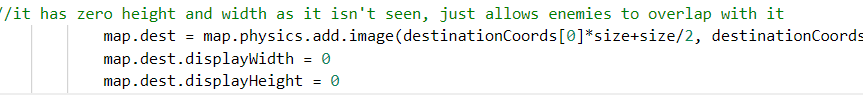 //it has zero height and width as it isn't seen, just allows enemies to overlap with it
map.dest = map.physics.add.image(destinationCoords[0]*size+size/2, destinationCoords
map.dest.displayWidth = 0
map.dest.displayHeight = 0